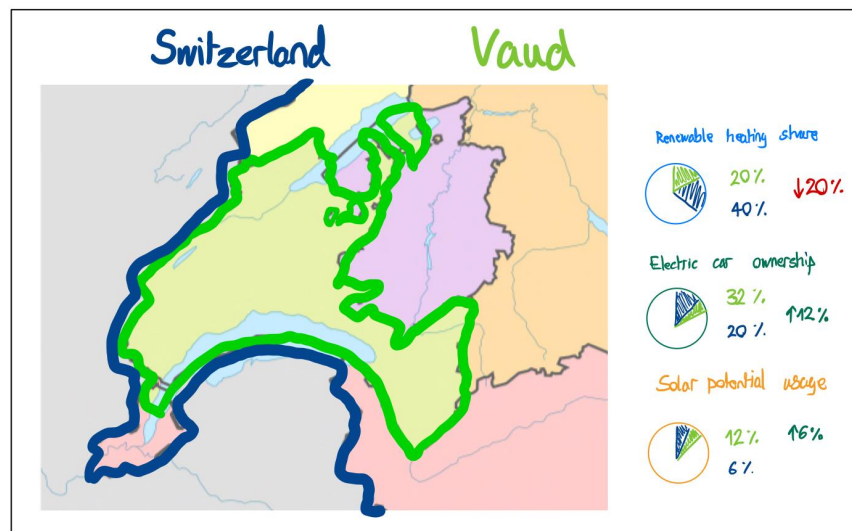 Switzerland Vaud
Renewable heating share
20%
40%
↓20%
Electric car ownership
32%
20%
↑12%
Solar potential usage
12%
6%
↑6%